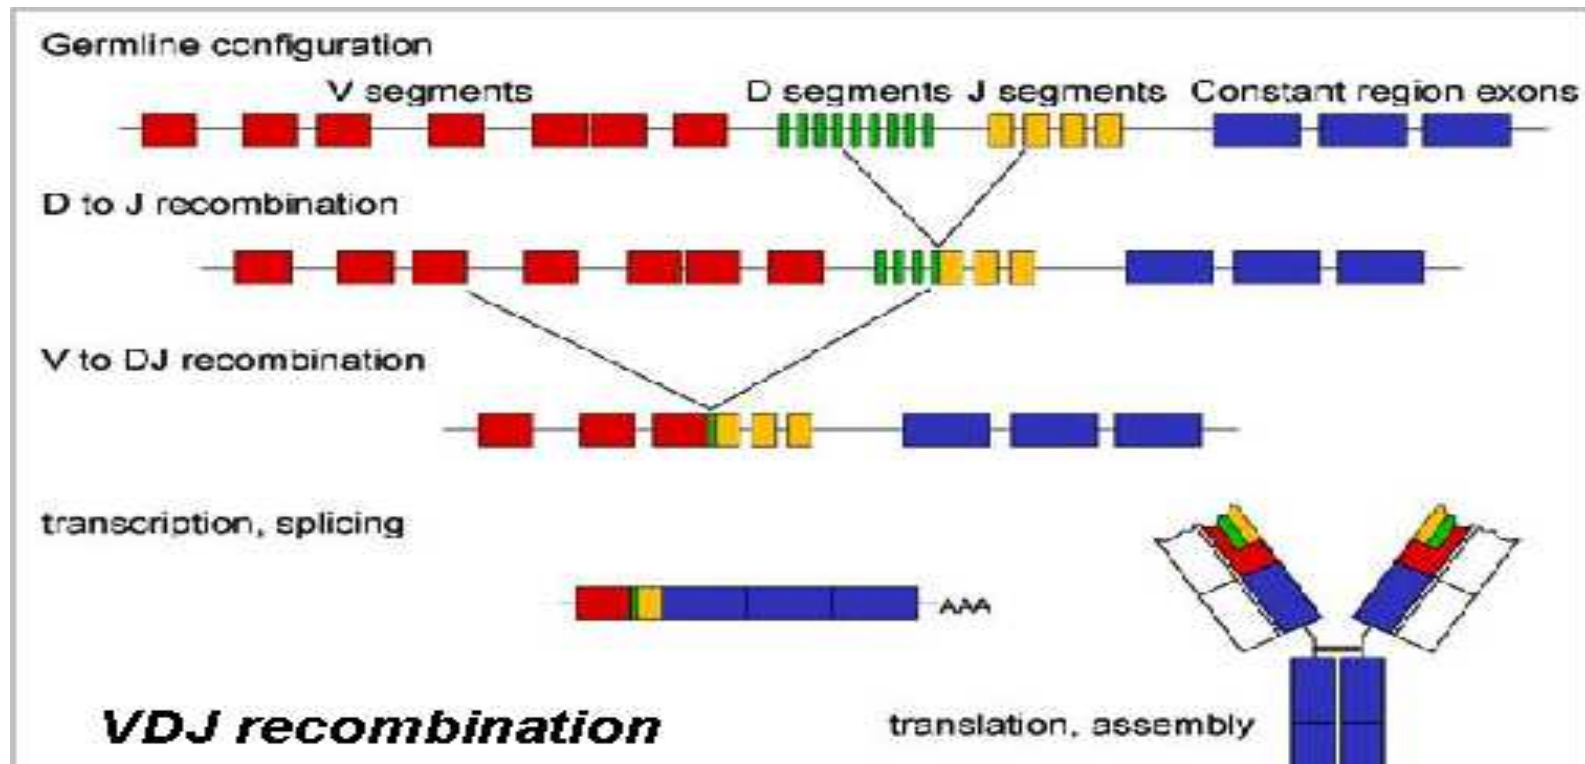 Germline configuration
V segments D segments J segments Constant region exons
D to J recombination
V to DJ recombination
transcription, splicing
AAA
VDJ recombination
translation, assembly